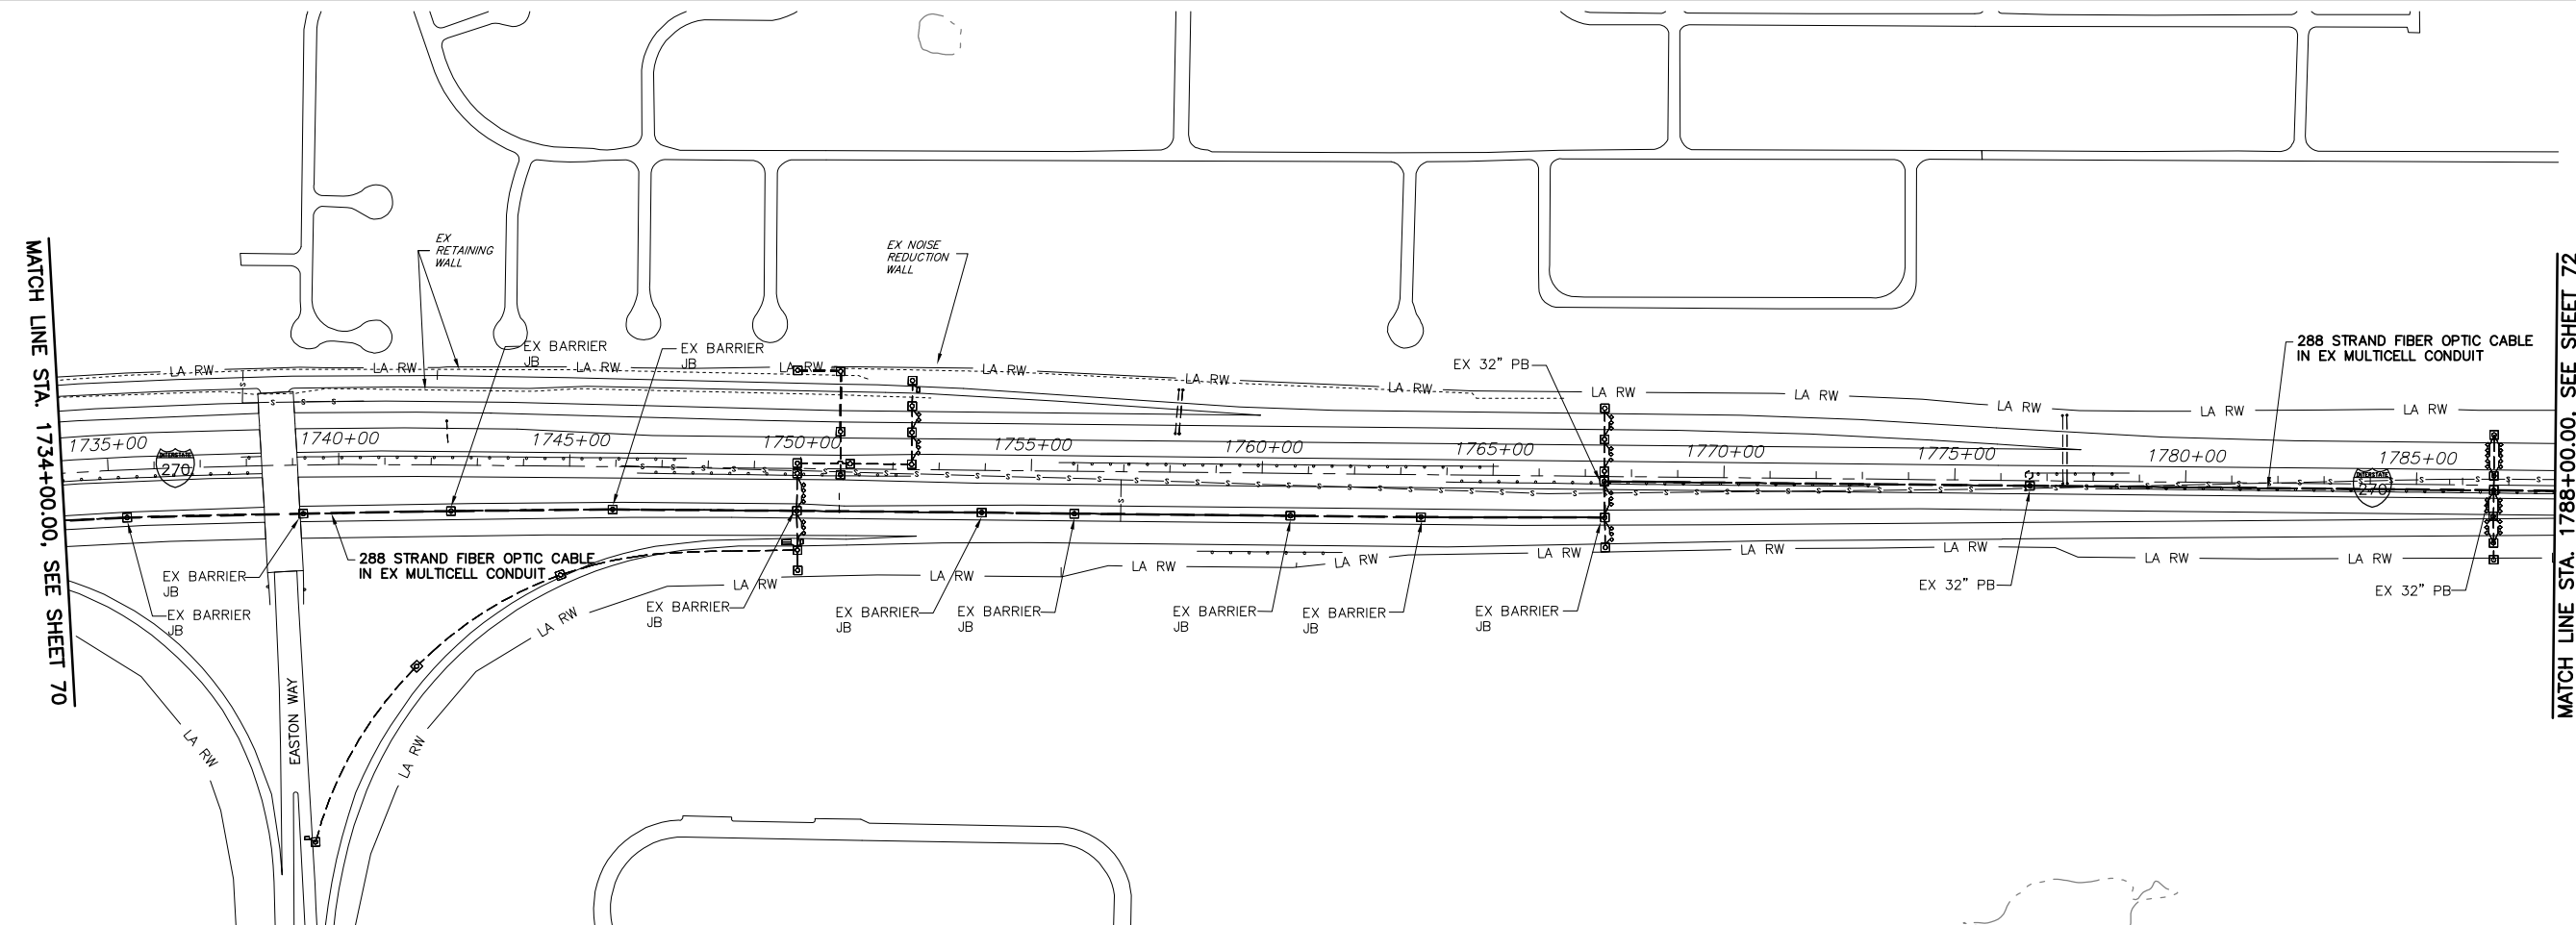 MATCH LINE STA. 1734+00.00, SEE SHEET 70
EX
RETAINING
WALL
EX NOISE
REDUCTION
WALL
EX BARRIER
JB
EX BARRIER
JB
EX 32" PB
288 STRAND FIBER OPTIC CABLE
IN EX MULTICELL CONDUIT
LA RW
LA RW
LA RW
LA RW
LA RW
LA RW
LA RW
LA RW
LA RW
LA RW
LA RW
LA RW
1735+00
1740+00
1745+00
1750+00
1755+00
1760+00
1765+00
1770+00
1775+00
1780+00
1785+00
INTERSTATE
270
INTERSTATE
270
288 STRAND FIBER OPTIC CABLE
IN EX MULTICELL CONDUIT
LA RW
LA RW
LA RW
LA RW
LA RW
LA RW
LA RW
LA RW
LA RW
LA RW
LA RW
LA RW
EX BARRIER
JB
EX BARRIER
JB
EX BARRIER
JB
EX BARRIER
JB
EX BARRIER
JB
EX BARRIER
JB
EX BARRIER
JB
EX BARRIER
JB
EX 32" PB
EX 32" PB
EASTON WAY
MATCH LINE STA. 1788+00.00, SEE SHEET 72